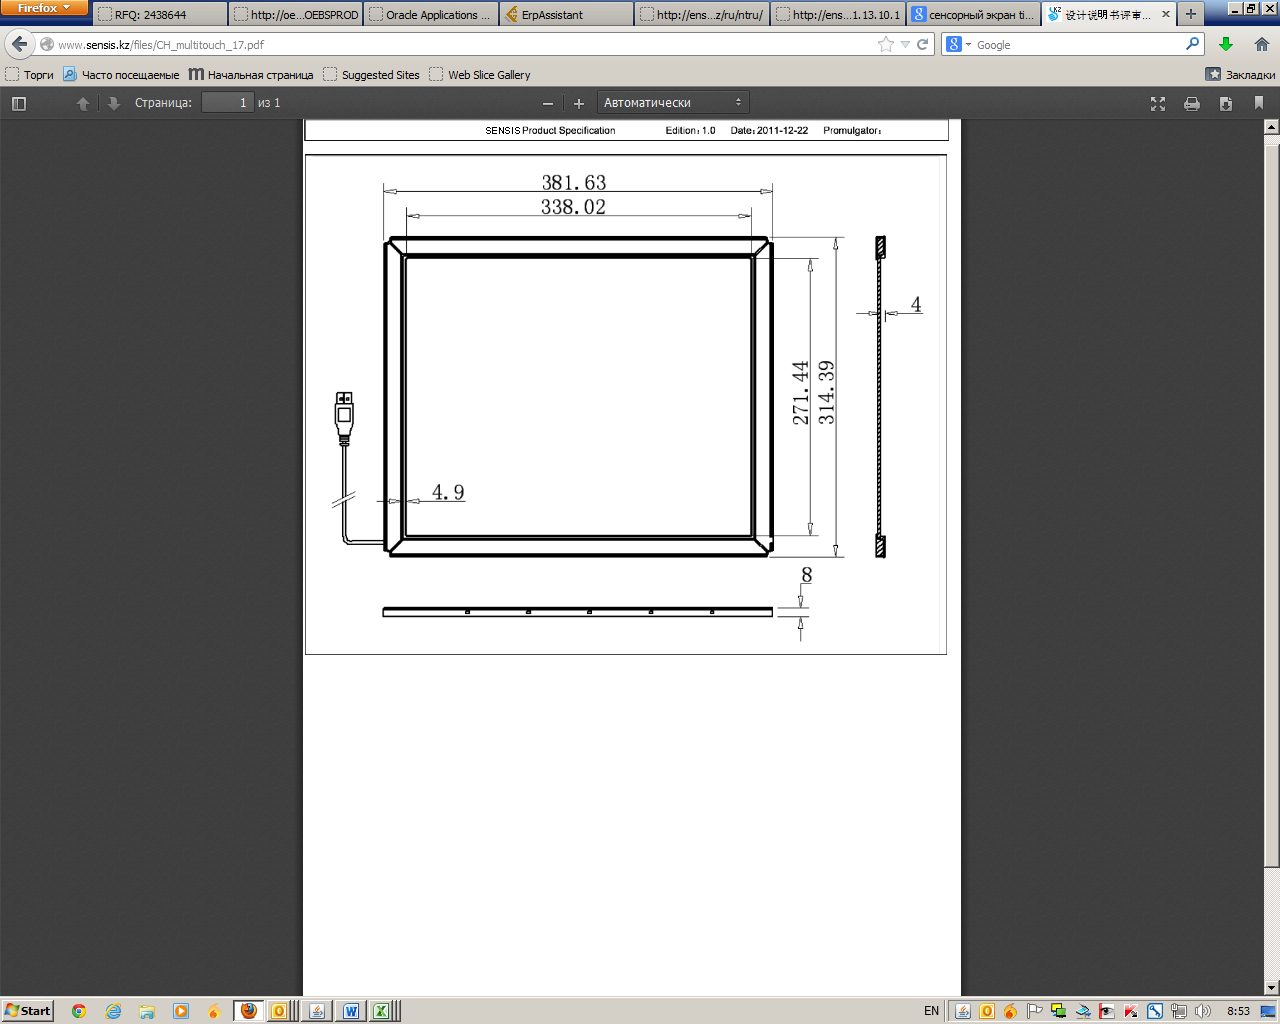 Firefox
RFQ: 2438644
http://oe...OEBSPROD
Oracle Applications ...
ErpAssistant
http://ens...z/ru/ntru/
http://ens...1.13.10.1
сенсорный экран ti...
设计说明书评审...
www.sensis.kz/files/CH_multitouch_17.pdf
Google
Торги
Часто посещаемые
Начальная страница
Suggested Sites
Web Slice Gallery
Закладки
Страница: 1 из 1
Автоматически
SENSIS Product Specification Edition: 1.0 Date: 2011-12-22 Promulgator:
381.63
338.02
4
271.44
314.39
4.9
8
Start
EN
8:53